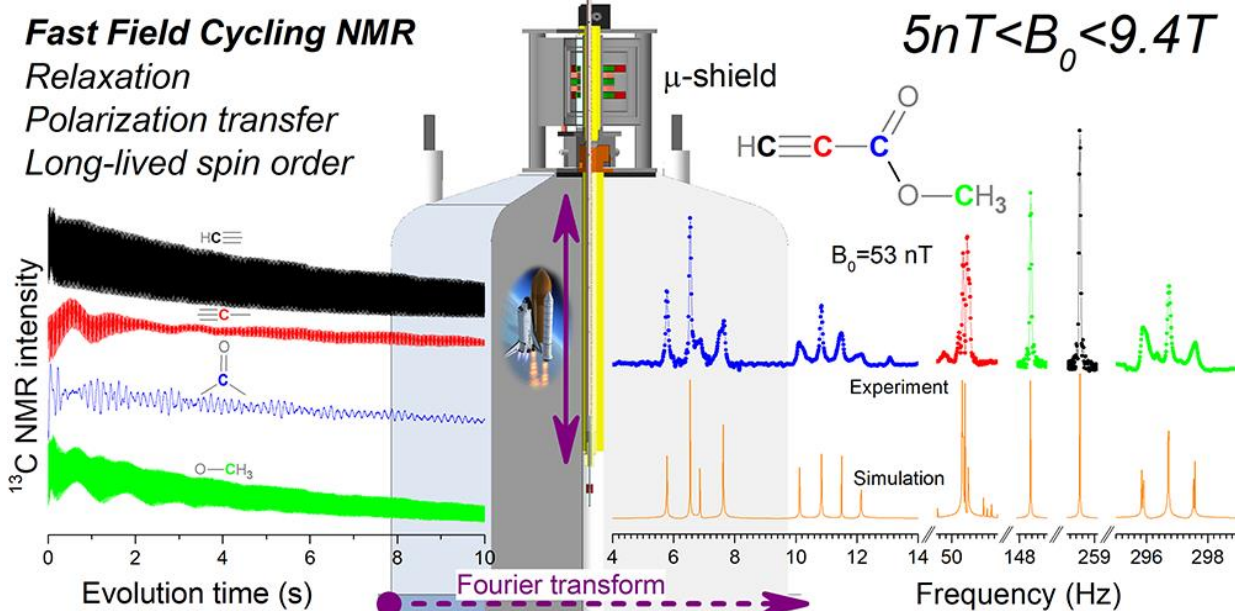 Fast Field Cycling NMR
Relaxation
Polarization transfer
Long-lived spin order
μ-shield
5nT<B₀<9.4T
HC≡C—C
O
O—CH₃
B₀=53 nT
HC≡
≡C—
O
C
O—CH₃
¹³C NMR intensity
0 2 4 6 8 10
Evolution time (s)
Fourier transform
Experiment
Simulation
4 6 8 10 12 14 50 148 259 296 298
Frequency (Hz)